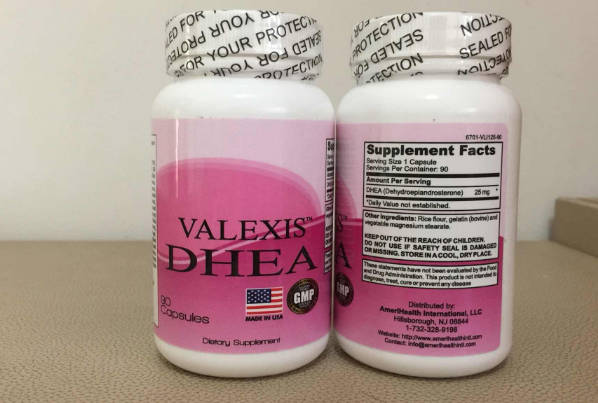 SEALED FOR YOUR PROTECTION
PROTECTION
SEALED FOR
VALEXIS™
DHEA
90
Capsules
MADE IN USA
GMP
Dietary Supplement
6701-VLI125-90
Supplement Facts
Serving Size 1 Capsule
Servings Per Container: 90
Amount Per Serving
DHEA (Dehydroepiandrosterone) 25 mg *
*Daily Value not established.
Other Ingredients: Rice flour, gelatin (bovine) and
vegetable magnesium stearate.
KEEP OUT OF THE REACH OF CHILDREN.
DO NOT USE IF SAFETY SEAL IS DAMAGED
OR MISSING. STORE IN A COOL, DRY PLACE.
These statements have not been evaluated by the Food
and Drug Administration. This product is not intended to
diagnose, treat, cure or prevent any disease
Distributed by:
AmeriHealth International, LLC
Hillsborough, NJ 08844
1-732-328-9198
Website: http://www.amerihealthintl.com
Contact: info@amerihealthintl.com